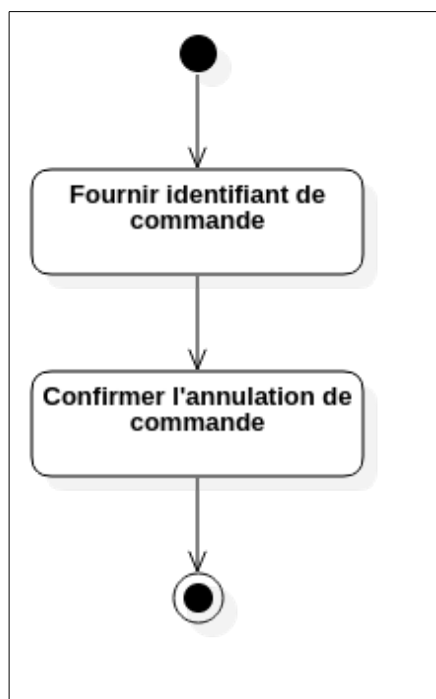 Fournir identifiant de
commande
Confirmer l'annulation de
commande